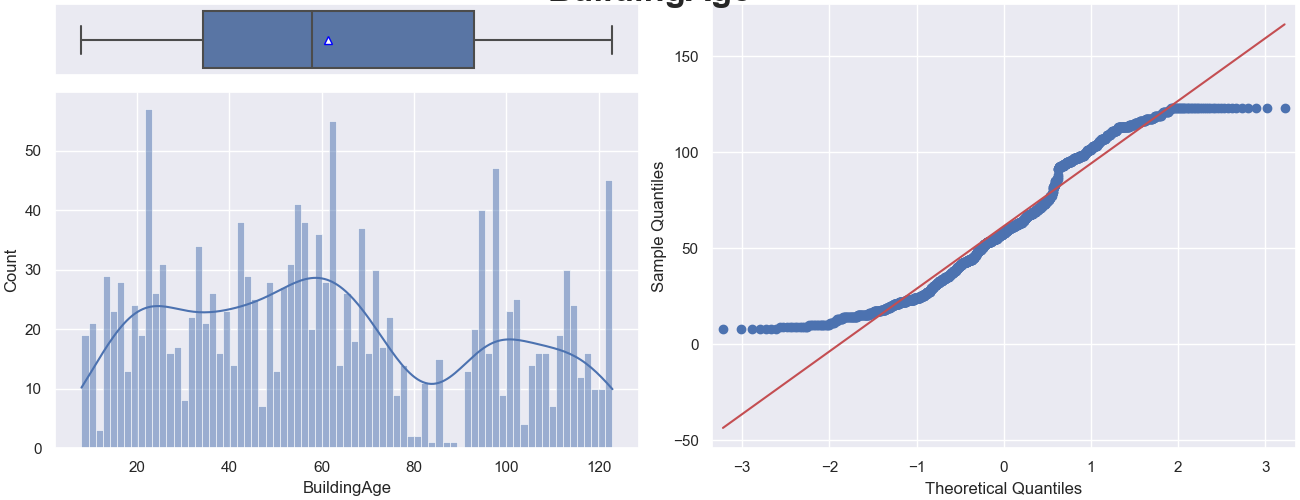 BuildingAge
50
40
30
20
10
0
Count
20 40 60 80 100 120
BuildingAge
150
100
50
0
−50
Sample Quantiles
−3 −2 −1 0 1 2 3
Theoretical Quantiles